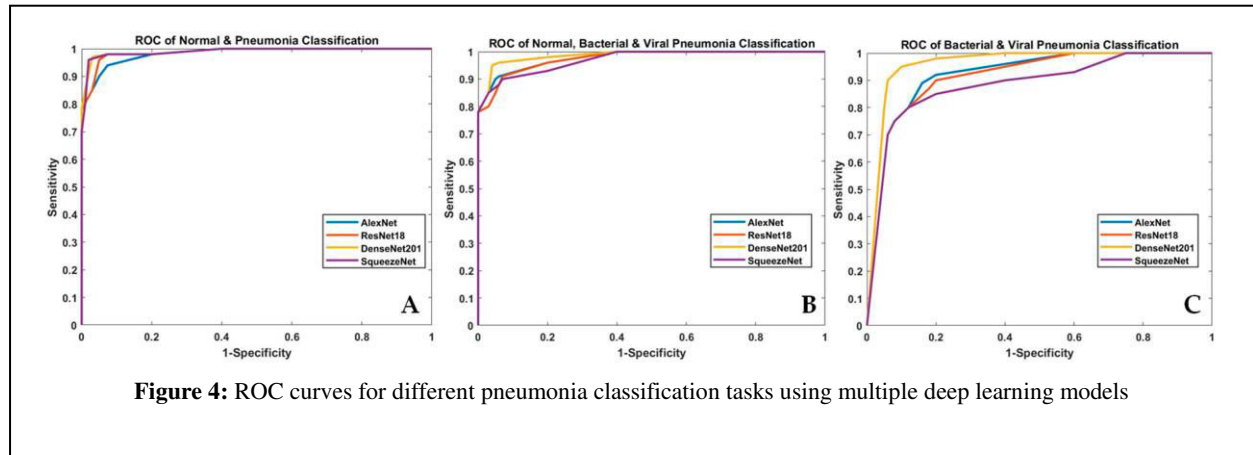 ROC of Normal & Pneumonia Classification
1
0.9
0.8
0.7
0.6
0.5
0.4
0.3
0.2
0.1
0
Sensitivity
AlexNet
ResNet18
DenseNet201
SqueezeNet
A
0 0.2 0.4 0.6 0.8 1
1-Specificity
ROC of Normal, Bacterial & Viral Pneumonia Classification
1
0.9
0.8
0.7
0.6
0.5
0.4
0.3
0.2
0.1
0
Sensitivity
AlexNet
ResNet18
DenseNet201
SqueezeNet
B
0 0.2 0.4 0.6 0.8 1
1-Specificity
ROC of Bacterial & Viral Pneumonia Classification
1
0.9
0.8
0.7
0.6
0.5
0.4
0.3
0.2
0.1
0
Sensitivity
AlexNet
ResNet18
DenseNet201
SqueezeNet
C
0 0.2 0.4 0.6 0.8 1
1-Specificity
Figure 4: ROC curves for different pneumonia classification tasks using multiple deep learning models